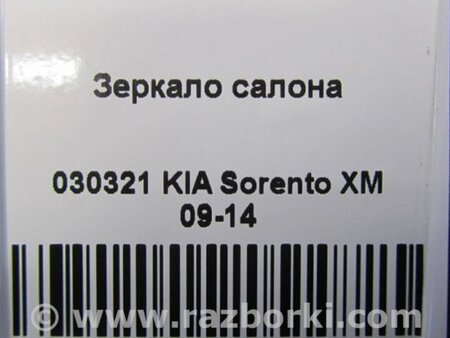 Зеркало салона
030321 KIA Sorento XM
09-14
© www.razborki.com